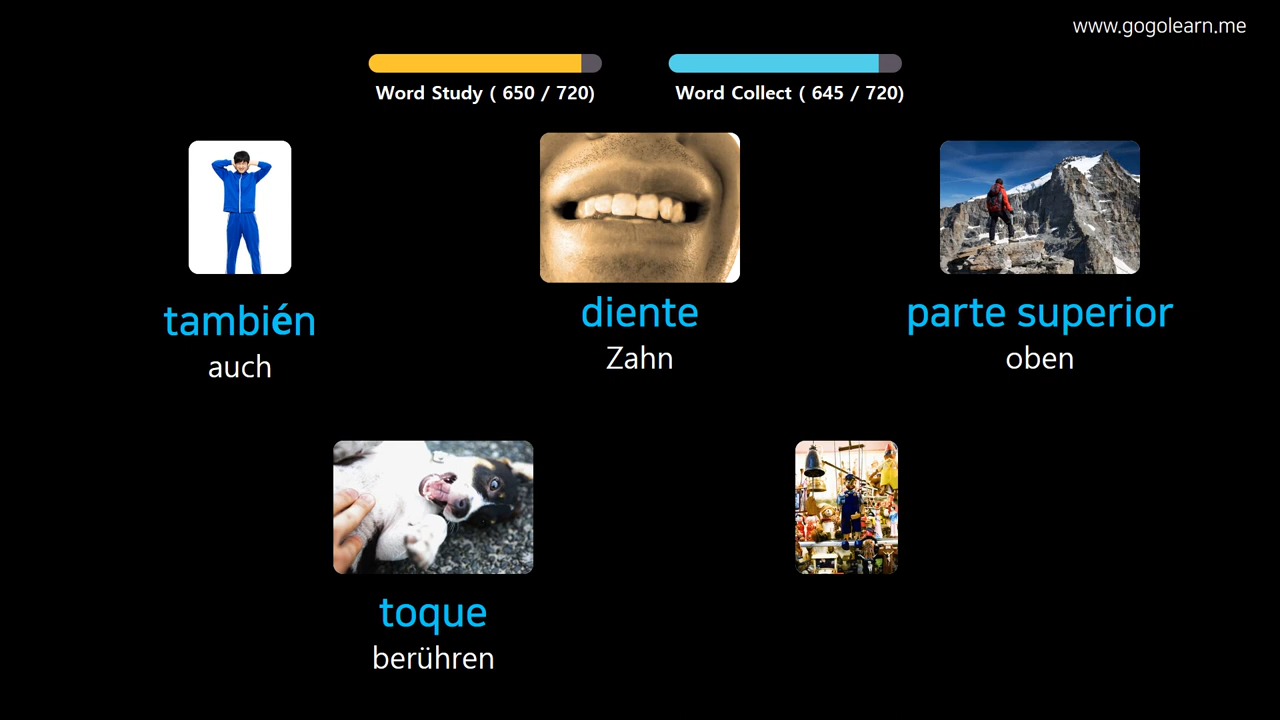 www.gogolearn.me
Word Study ( 650 / 720)
Word Collect ( 645 / 720)
también
auch
diente
Zahn
parte superior
oben
toque
berühren